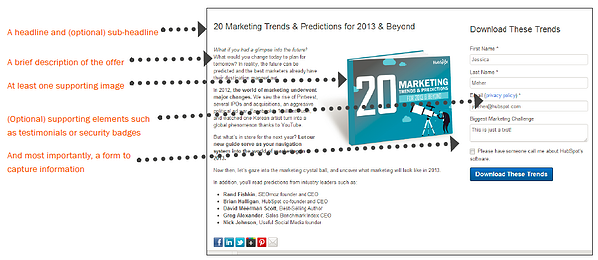 A headline and (optional) sub-headline
A brief description of the offer
At least one supporting image
(Optional) supporting elements such
as testimonials or security badges
And most importantly, a form to
capture information
20 Marketing Trends & Predictions for 2013 & Beyond
What if you had a glimpse into the future?
What would you change today to plan for
tomorrow? In reality, the future can be
predicted and the best marketers already have
their
In 2012, the world of marketing underwent
major changes. We saw the rise of Pinterest,
several IPOs and acquisitions, an aggressive
and watched one Korean artist turn into a
global phenomenon thanks to YouTube.
But what's in store for the next year? Let our
new guide serve as your navigation
system into the world of marketing in
Now then, let's gaze into the marketing crystal ball, and uncover what marketing will look like in 2013.
In addition, you'll read predictions from industry leaders such as:
Rand Fishkin, SEOmoz founder and CEO
Brian Halligan, HubSpot co-founder and CEO
David Meerman Scott, Best-Selling Author
Greg Alexander, Sales Benchmark Index CEO
Nick Johnson, Useful Social Media founder
HubSpot
20 MARKETING
TRENDS & PREDICTIONS
FOR 2013 & BEYOND
Download These Trends
First Name *
Jessica
Last Name *
Meher
Email (privacy policy) *
Biggest Marketing Challenge
This is just a test!
Please have someone call me about HubSpot's
software
Download These Trends